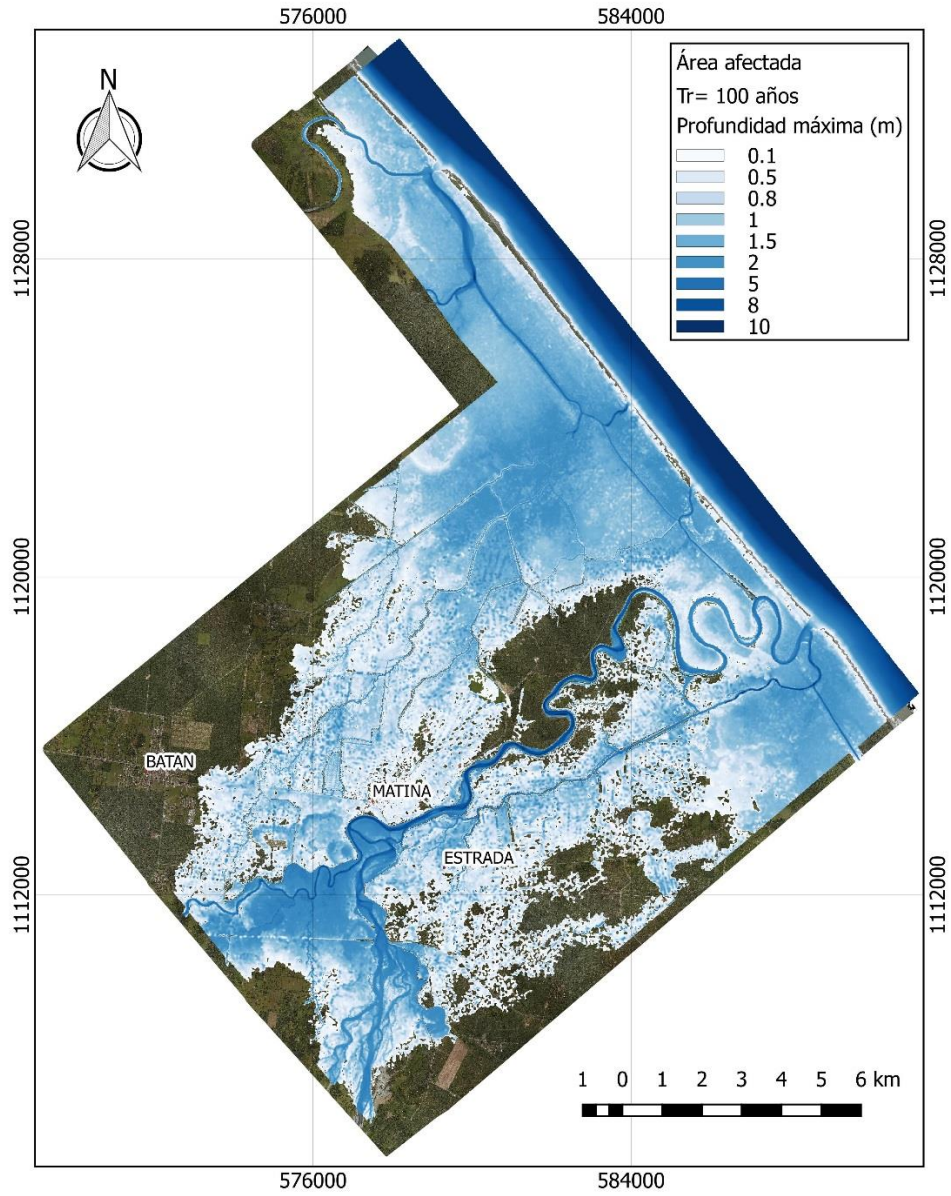 576000
584000
N
Área afectada
Tr= 100 años
Profundidad máxima (m)
0.1
0.5
0.8
1
1.5
2
5
8
10
1128000
1128000
1120000
1120000
BATAN
MATINA
ESTRADA
1112000
1112000
1 0 1 2 3 4 5 6 km
576000
584000